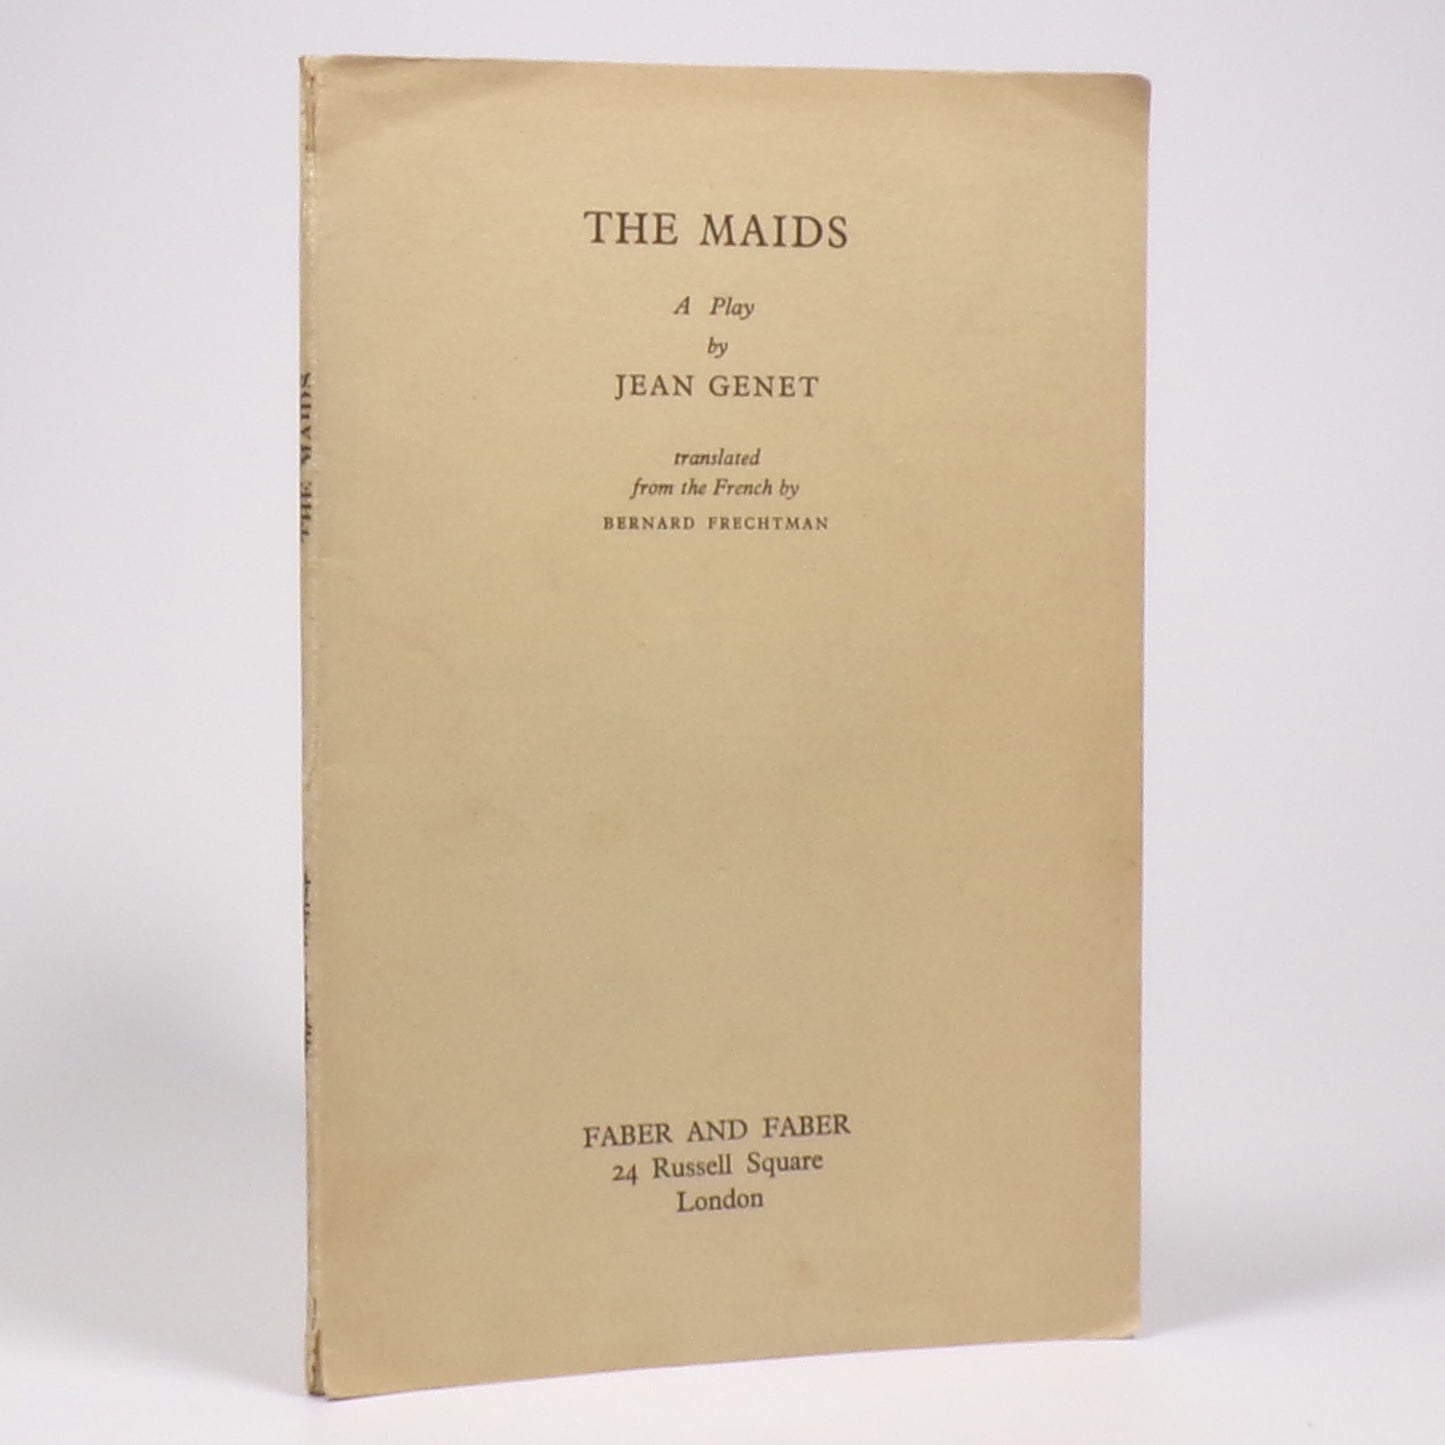 THE MAIDS
A Play
by
JEAN GENET
translated
from the French by
BERNARD FRECHTMAN
FABER AND FABER
24 Russell Square
London
THE MAIDS